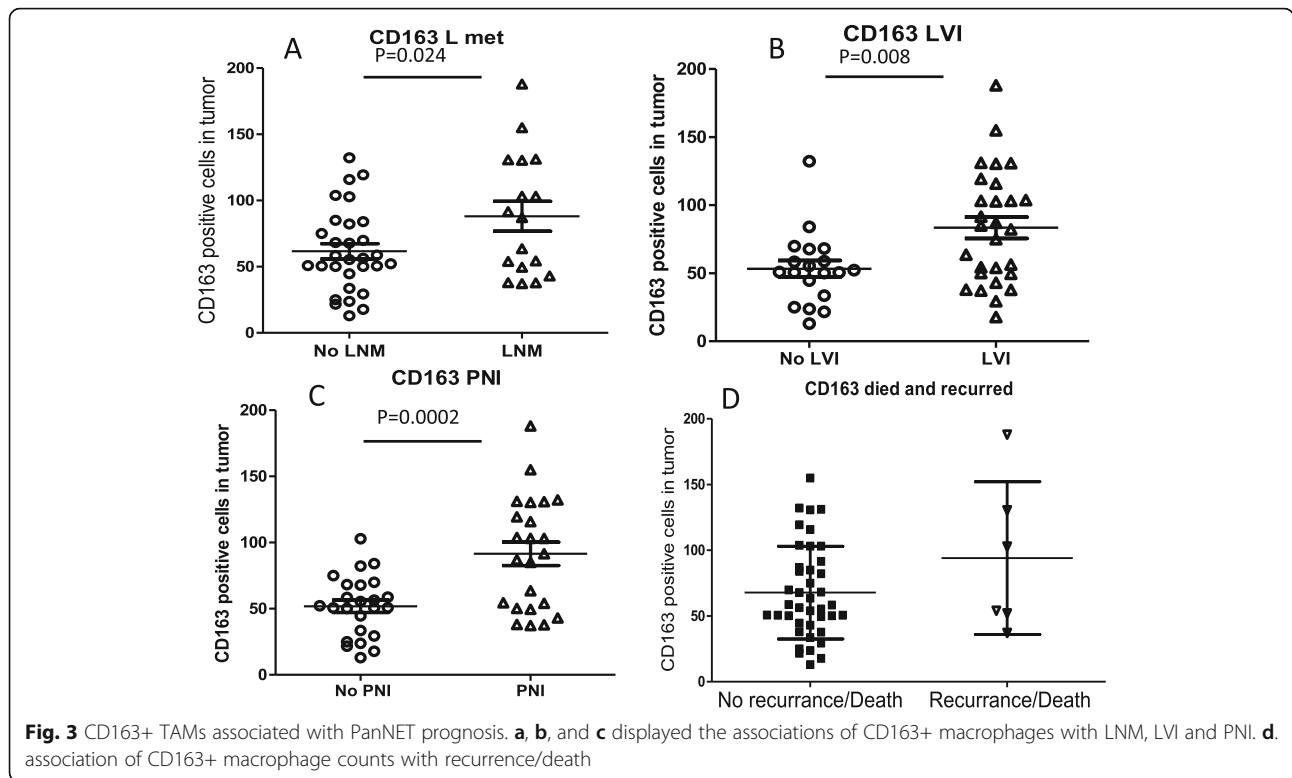 A
CD163 L met
P=0.024
CD163 positive cells in tumor
200
150
100
50
0
No LNM
LNM
B
CD163 LVI
P=0.008
CD163 positive cells in tumor
200
150
100
50
0
No LVI
LVI
CD163 PNI
C
P=0.0002
CD163 positive cells in tumor
200
150
100
50
0
No PNI
PNI
CD163 died and recurred
D
CD163 positive cells in tumor
200
150
100
50
0
No recurrance/Death
Recurrance/Death
Fig. 3 CD163+ TAMs associated with PanNET prognosis. a, b, and c displayed the associations of CD163+ macrophages with LNM, LVI and PNI. d.
association of CD163+ macrophage counts with recurrence/death